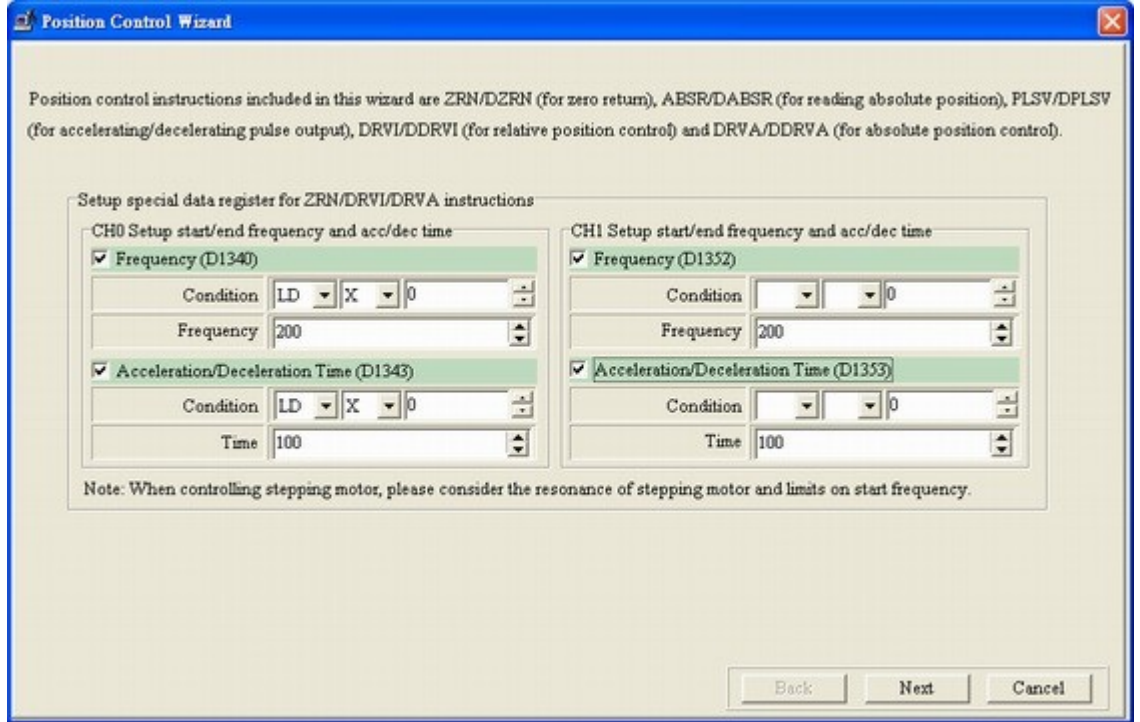 Position Control Wizard
Position control instructions included in this wizard are ZRN/DZRN (for zero return), ABSR/DABSR (for reading absolute position), PLSV/DPLSV
(for accelerating/decelerating pulse output), DRVI/DDRVI (for relative position control) and DRVA/DDRVA (for absolute position control).
Setup special data register for ZRN/DRVI/DRVA instructions
CH0 Setup start/end frequency and acc/dec time
Frequency (D1340)
Condition LD X 0
Frequency 200
Acceleration/Deceleration Time (D1343)
Condition LD X 0
Time 100
CH1 Setup start/end frequency and acc/dec time
Frequency (D1352)
Condition 0
Frequency 200
Acceleration/Deceleration Time (D1353)
Condition 0
Time 100
Note: When controlling stepping motor, please consider the resonance of stepping motor and limits on start frequency.
Back Next Cancel